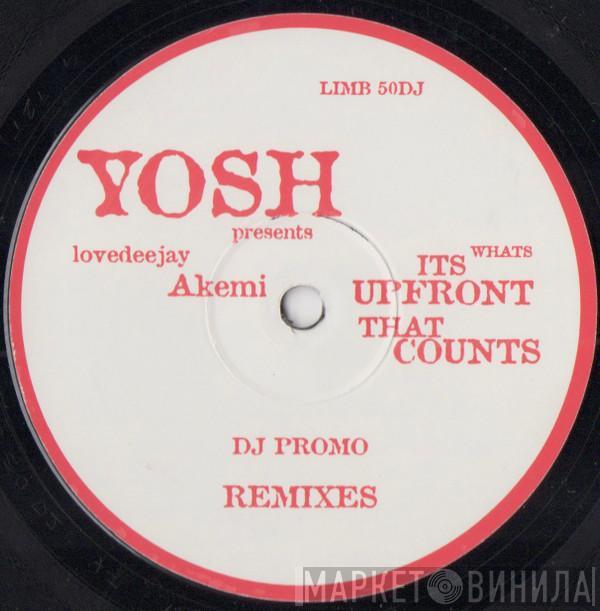 LIMB 50DJ
YOSH
presents
lovedeejay
Akemi
ITS WHATS
UPFRONT
THAT
COUNTS
DJ PROMO
REMIXES
МАРКЕТ ВИНИЛА